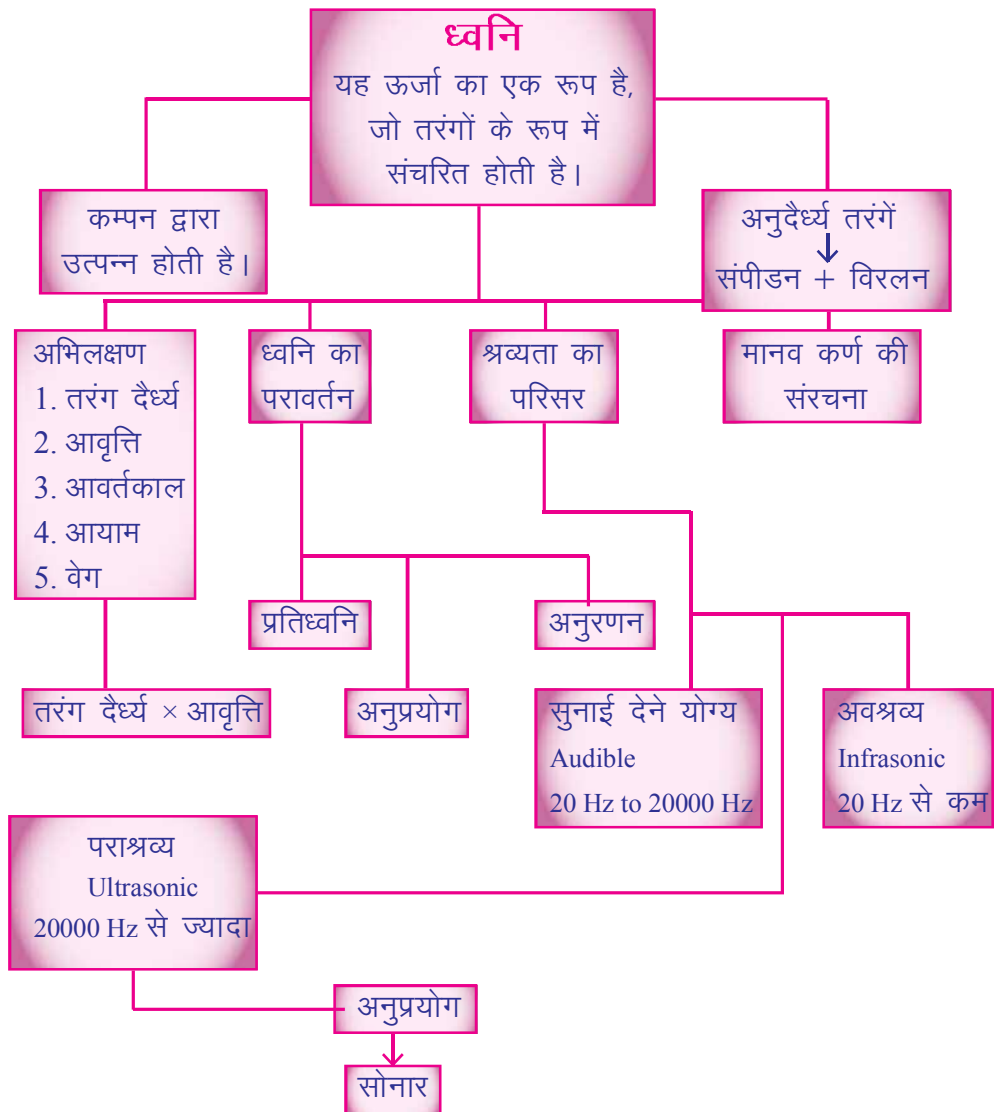 ध्वनि
यह ऊर्जा का एक रूप है,
जो तरंगों के रूप में
संचरित होती है।
कम्पन द्वारा
उत्पन्न होती है।
अनुदैर्ध्य तरंगें
संपीडन + विरलन
अभिलक्षण
1. तरंग दैर्ध्य
2. आवृत्ति
3. आवर्तकाल
4. आयाम
5. वेग
ध्वनि का
परावर्तन
श्रव्यता का
परिसर
मानव कर्ण की
संरचना
प्रतिध्वनि
अनुरणन
तरंग दैर्ध्य × आवृत्ति
अनुप्रयोग
सुनाई देने योग्य
Audible
20 Hz to 20000 Hz
अवश्रव्य
Infrasonic
20 Hz से कम
पराश्रव्य
Ultrasonic
20000 Hz से ज्यादा
अनुप्रयोग
सोनार